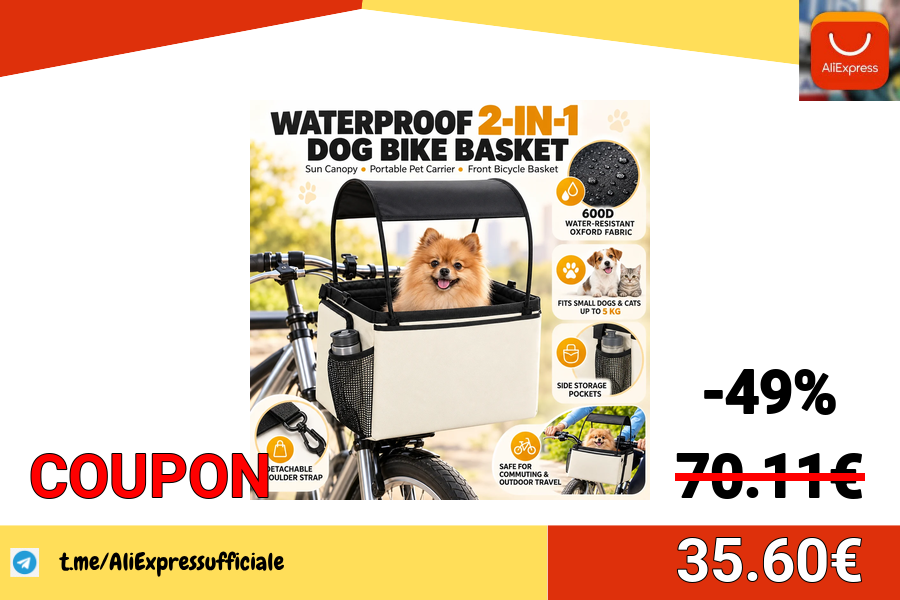 AliExpress
WATERPROOF 2-IN-1
DOG BIKE BASKET
Sun Canopy • Portable Pet Carrier • Front Bicycle Basket
600D
WATER-RESISTANT
OXFORD FABRIC
FITS SMALL DOGS & CATS
UP TO 5 KG
SIDE STORAGE
POCKETS
SAFE FOR
COMMUTING &
OUTDOOR TRAVEL
DETACHABLE
OULDER STRAP
COUPON
-49%
70.11€
35.60€
t.me/AliExpressufficiale